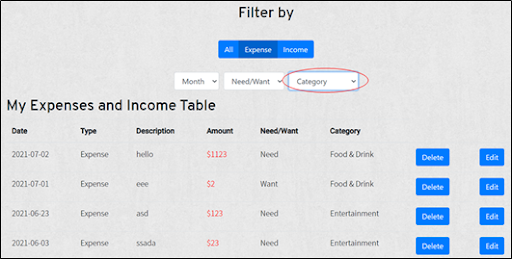 Filter by
All Expense Income
Month Need/Want Category
My Expenses and Income Table
Date Type Description Amount Need/Want Category
2021-07-02 Expense hello $1123 Need Food & Drink Delete Edit
2021-07-01 Expense eee $2 Want Food & Drink Delete Edit
2021-06-23 Expense asd $123 Need Entertainment Delete Edit
2021-06-03 Expense ssada $23 Need Entertainment Delete Edit